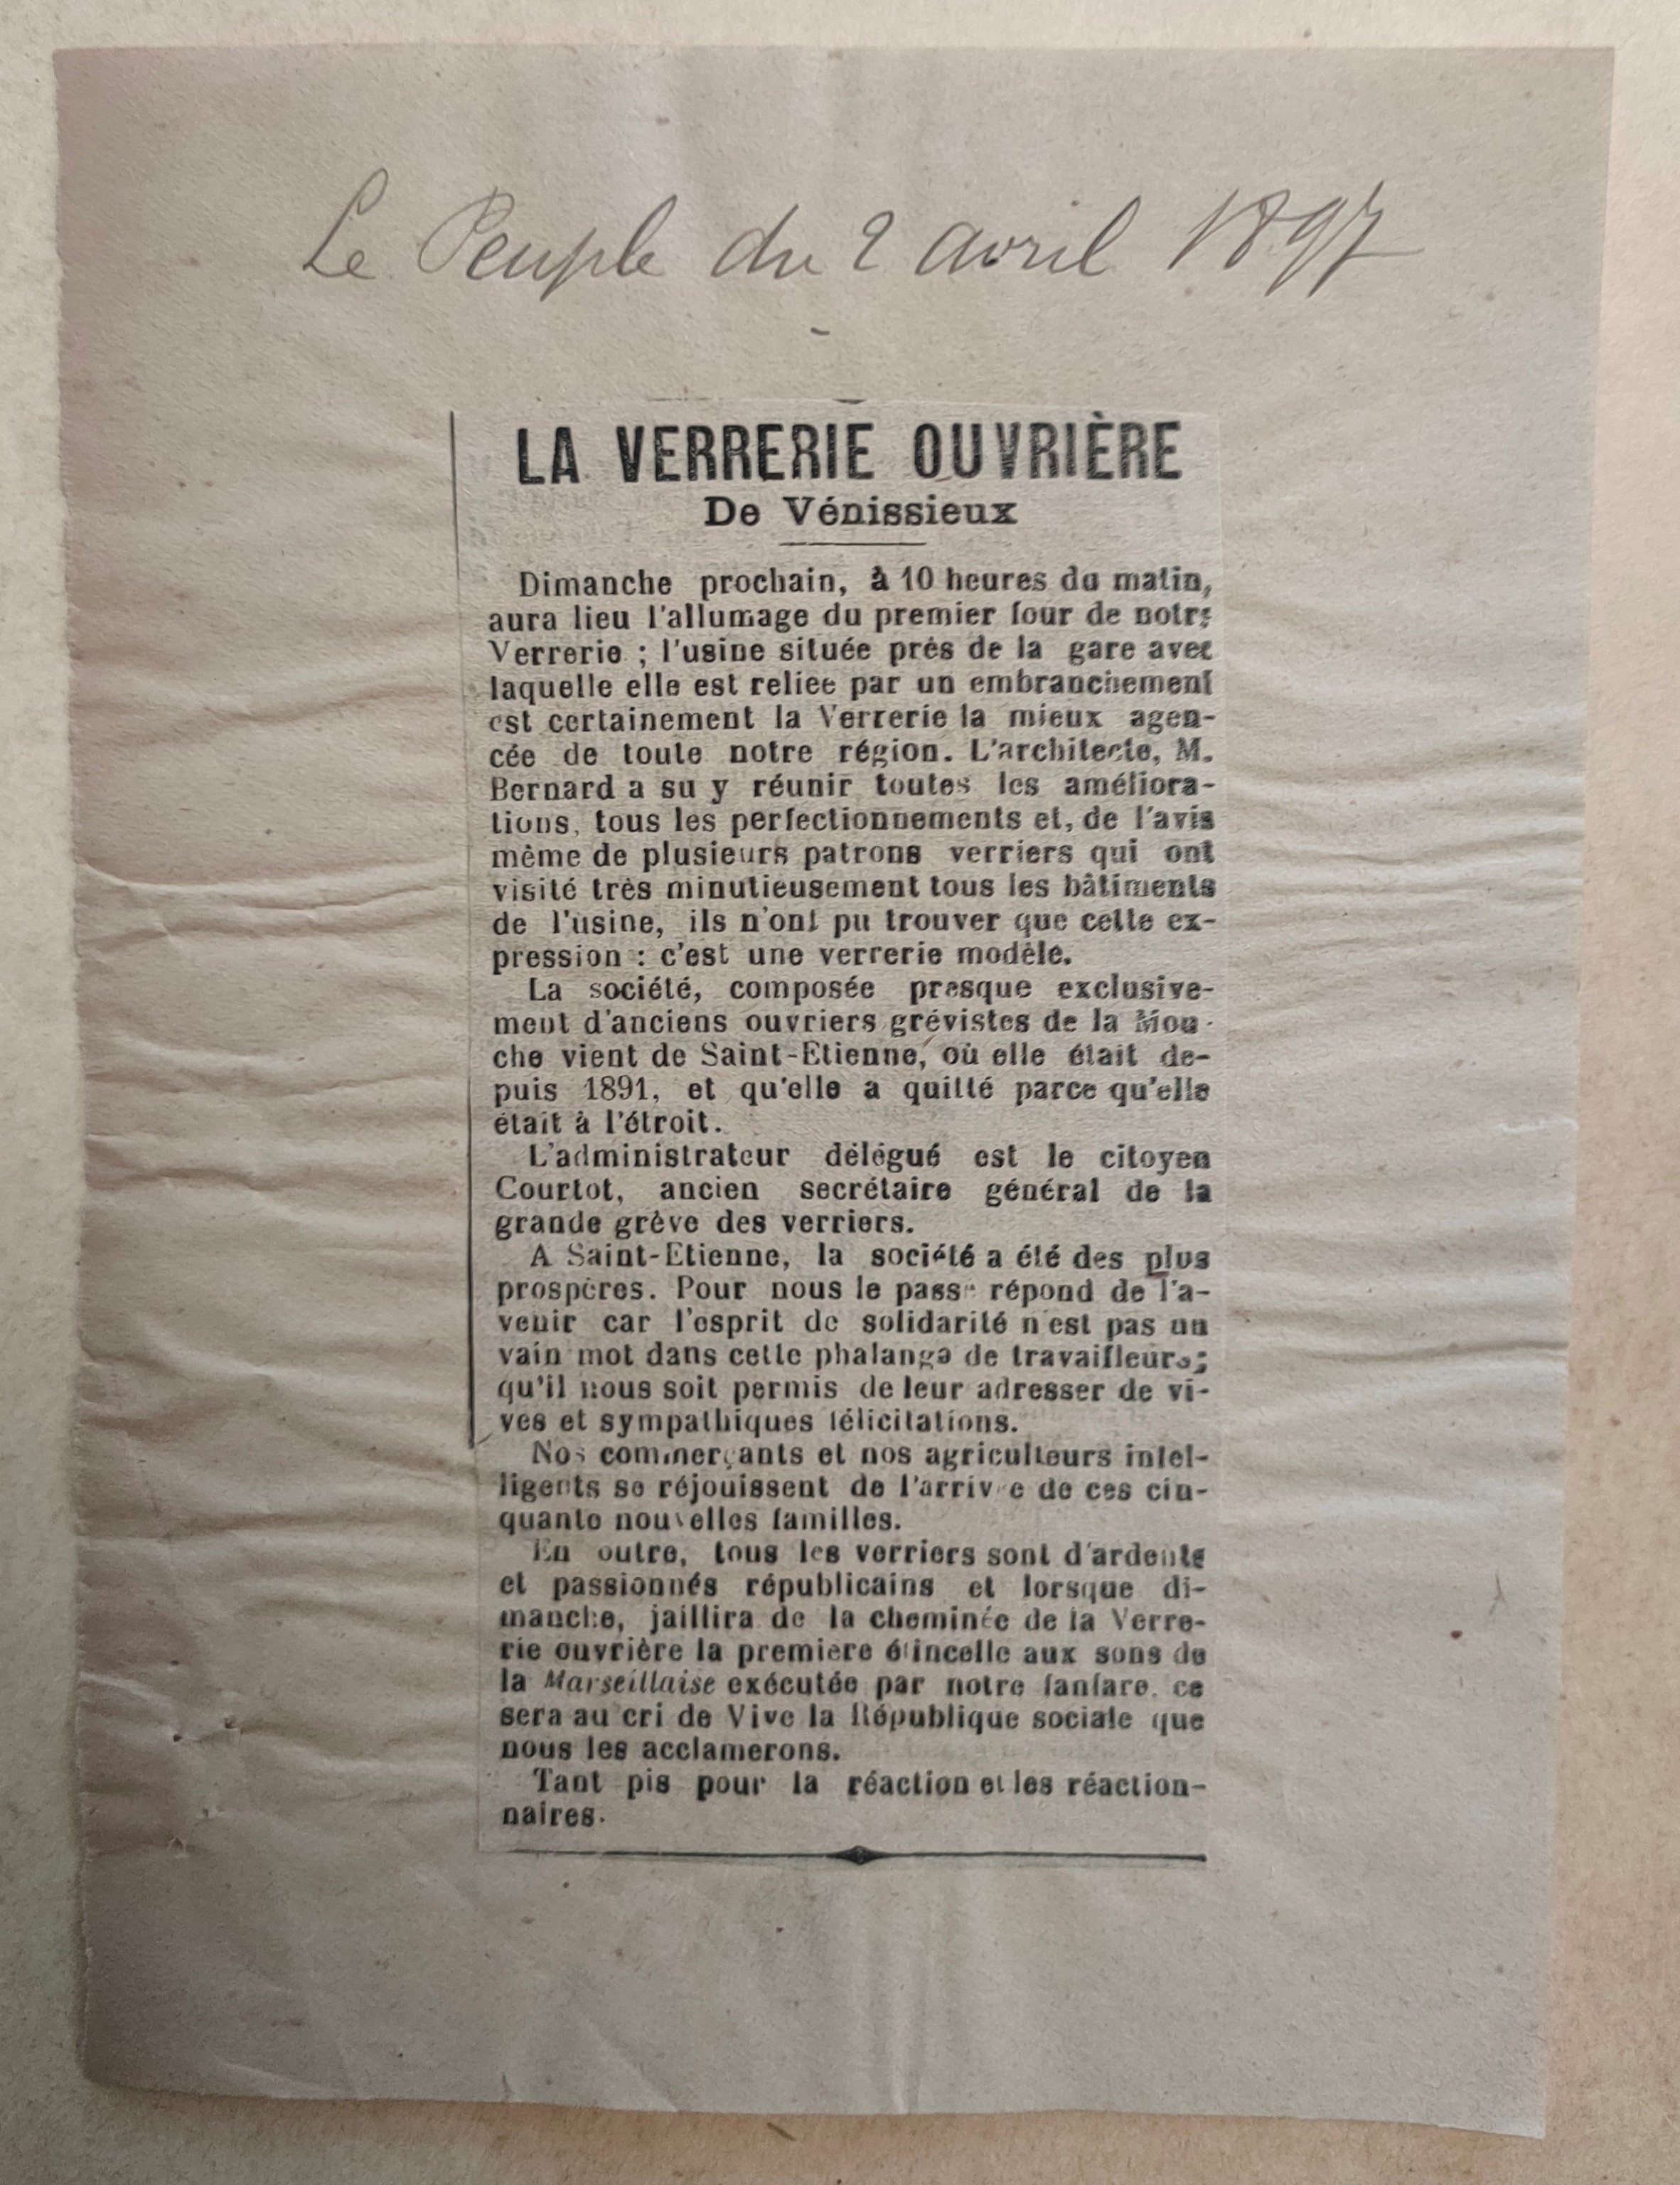 Le Peuple du 2 avril 1897
LA VERRERIE OUVRIÈRE
De Vénissieux
Dimanche prochain, à 10 heures du matin,
aura lieu l'allumage du premier four de notre
Verrerie ; l'usine située près de la gare avec
laquelle elle est reliée par un embranchement
est certainement la Verrerie la mieux agen-
cée de toute notre région. L'architecte, M.
Bernard a su y réunir toutes les améliora-
tions, tous les perfectionnements et, de l'avis
même de plusieurs patrons verriers qui ont
visité très minutieusement tous les bâtiments
de l'usine, ils n'ont pu trouver que cette ex-
pression : c'est une verrerie modèle.
La société, composée presque exclusive-
ment d'anciens ouvriers grévistes de la Mou-
che vient de Saint-Etienne, où elle était de-
puis 1891, et qu'elle a quitté parce qu'elle
était à l'étroit.
L'administrateur délégué est le citoyen
Courtot, ancien secrétaire général de la
grande grève des verriers.
A Saint-Etienne, la société a été des plus
prospères. Pour nous le passé répond de l'a-
venir car l'esprit de solidarité n'est pas un
vain mot dans cette phalange de travailleurs;
qu'il nous soit permis de leur adresser de vi-
ves et sympathiques félicitations.
Nos commerçants et nos agriculteurs intel-
ligents se réjouissent de l'arrivée de ces cin-
quante nouvelles familles.
En outre, tous les verriers sont d'ardents
et passionnés républicains et lorsque di-
manche, jaillira de la cheminée de la Verre-
rie ouvrière la première étincelle aux sons de
la Marseillaise exécutée par notre fanfare, ce
sera au cri de Vive la République sociale que
nous les acclamerons.
Tant pis pour la réaction et les réaction-
naires.